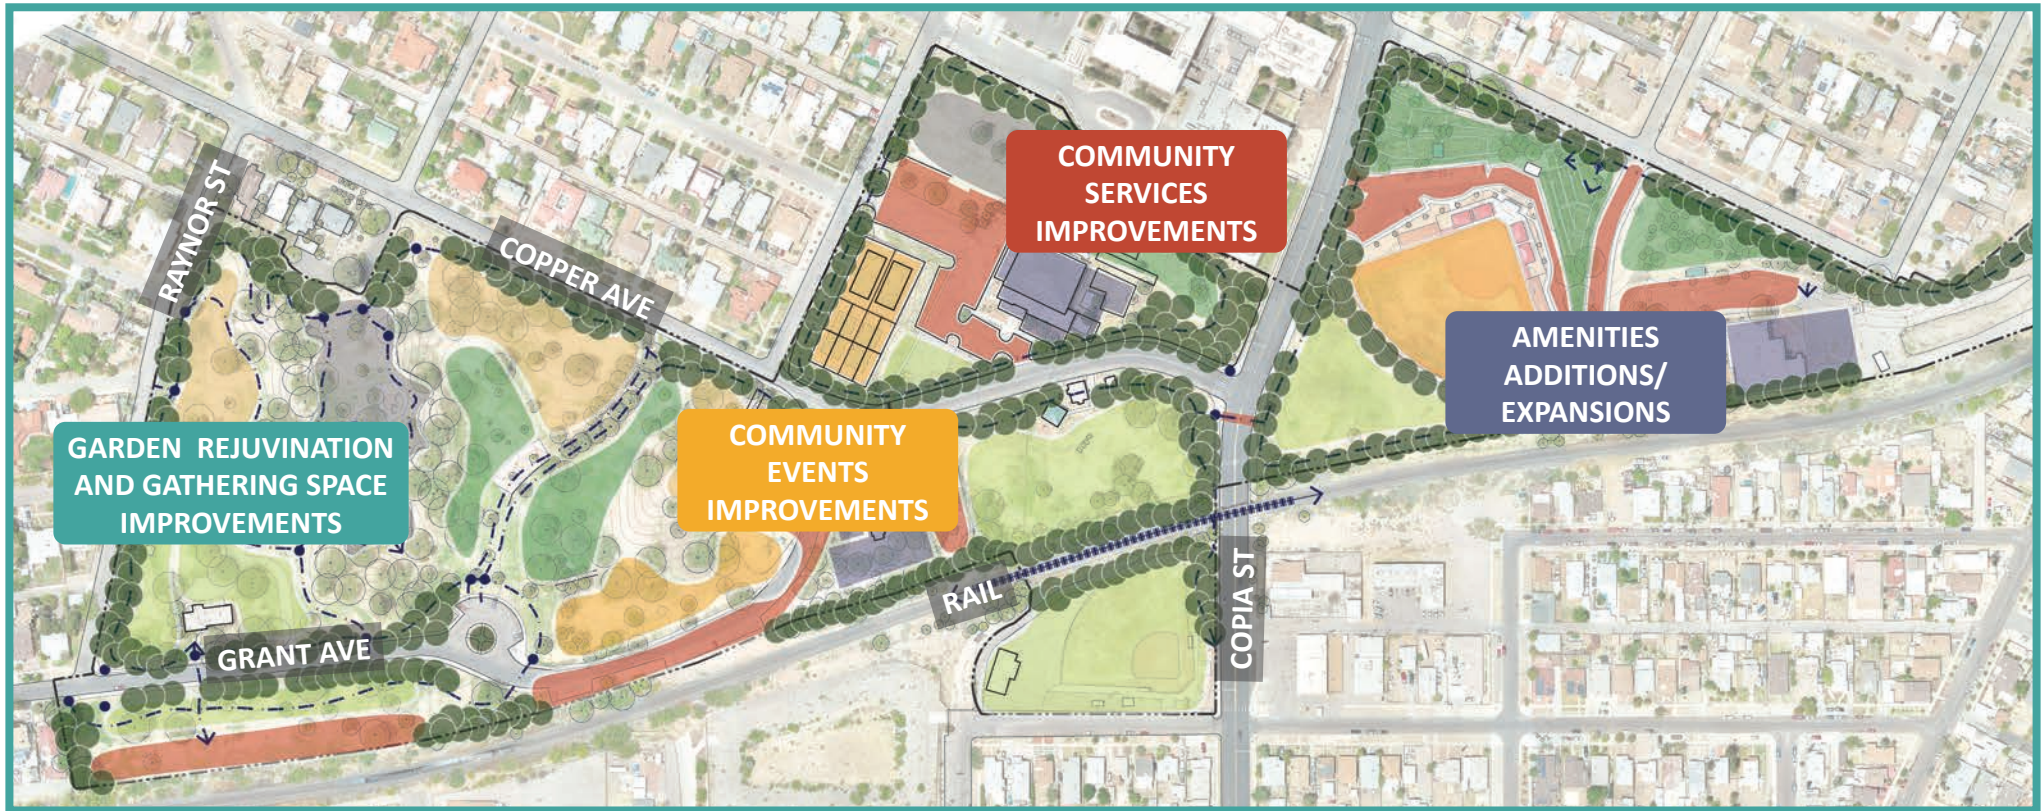 COMMUNITY
SERVICES
IMPROVEMENTS
RAYNOR ST
COPPER AVE
AMENITIES
ADDITIONS/
EXPANSIONS
GARDEN REJUVINATION
AND GATHERING SPACE
IMPROVEMENTS
COMMUNITY
EVENTS
IMPROVEMENTS
RAIL
COPIA ST
GRANT AVE